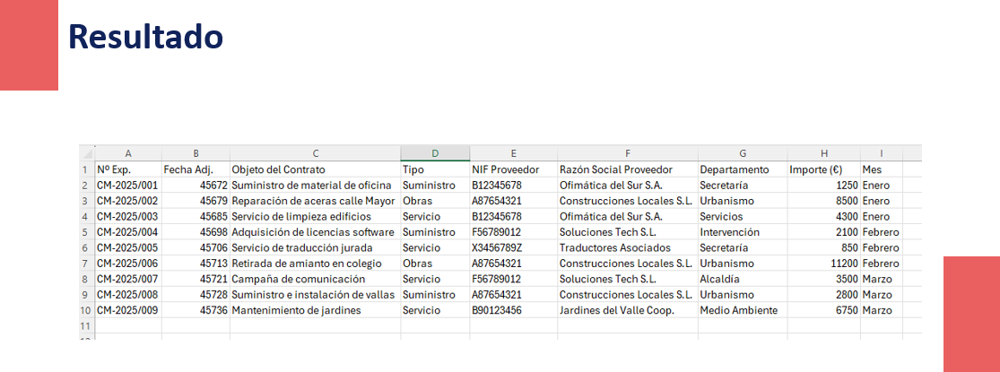 Resultado
A B C D E F G H I
1 Nº Exp. Fecha Adj. Objeto del Contrato Tipo NIF Proveedor Razón Social Proveedor Departamento Importe (€) Mes
2 CM-2025/001 45672 Suministro de material de oficina Suministro B12345678 Ofimática del Sur S.A. Secretaría 1250 Enero
3 CM-2025/002 45679 Reparación de aceras calle Mayor Obras A87654321 Construcciones Locales S.L. Urbanismo 8500 Enero
4 CM-2025/003 45685 Servicio de limpieza edificios Servicio B12345678 Ofimática del Sur S.A. Servicios 4300 Enero
5 CM-2025/004 45698 Adquisición de licencias software Suministro F56789012 Soluciones Tech S.L. Intervención 2100 Febrero
6 CM-2025/005 45706 Servicio de traducción jurada Servicio X3456789Z Traductores Asociados Secretaría 850 Febrero
7 CM-2025/006 45713 Retirada de amianto en colegio Obras A87654321 Construcciones Locales S.L. Urbanismo 11200 Febrero
8 CM-2025/007 45721 Campaña de comunicación Servicio F56789012 Soluciones Tech S.L. Alcaldía 3500 Marzo
9 CM-2025/008 45728 Suministro e instalación de vallas Suministro A87654321 Construcciones Locales S.L. Urbanismo 2800 Marzo
10 CM-2025/009 45736 Mantenimiento de jardines Servicio B90123456 Jardines del Valle Coop. Medio Ambiente 6750 Marzo
11